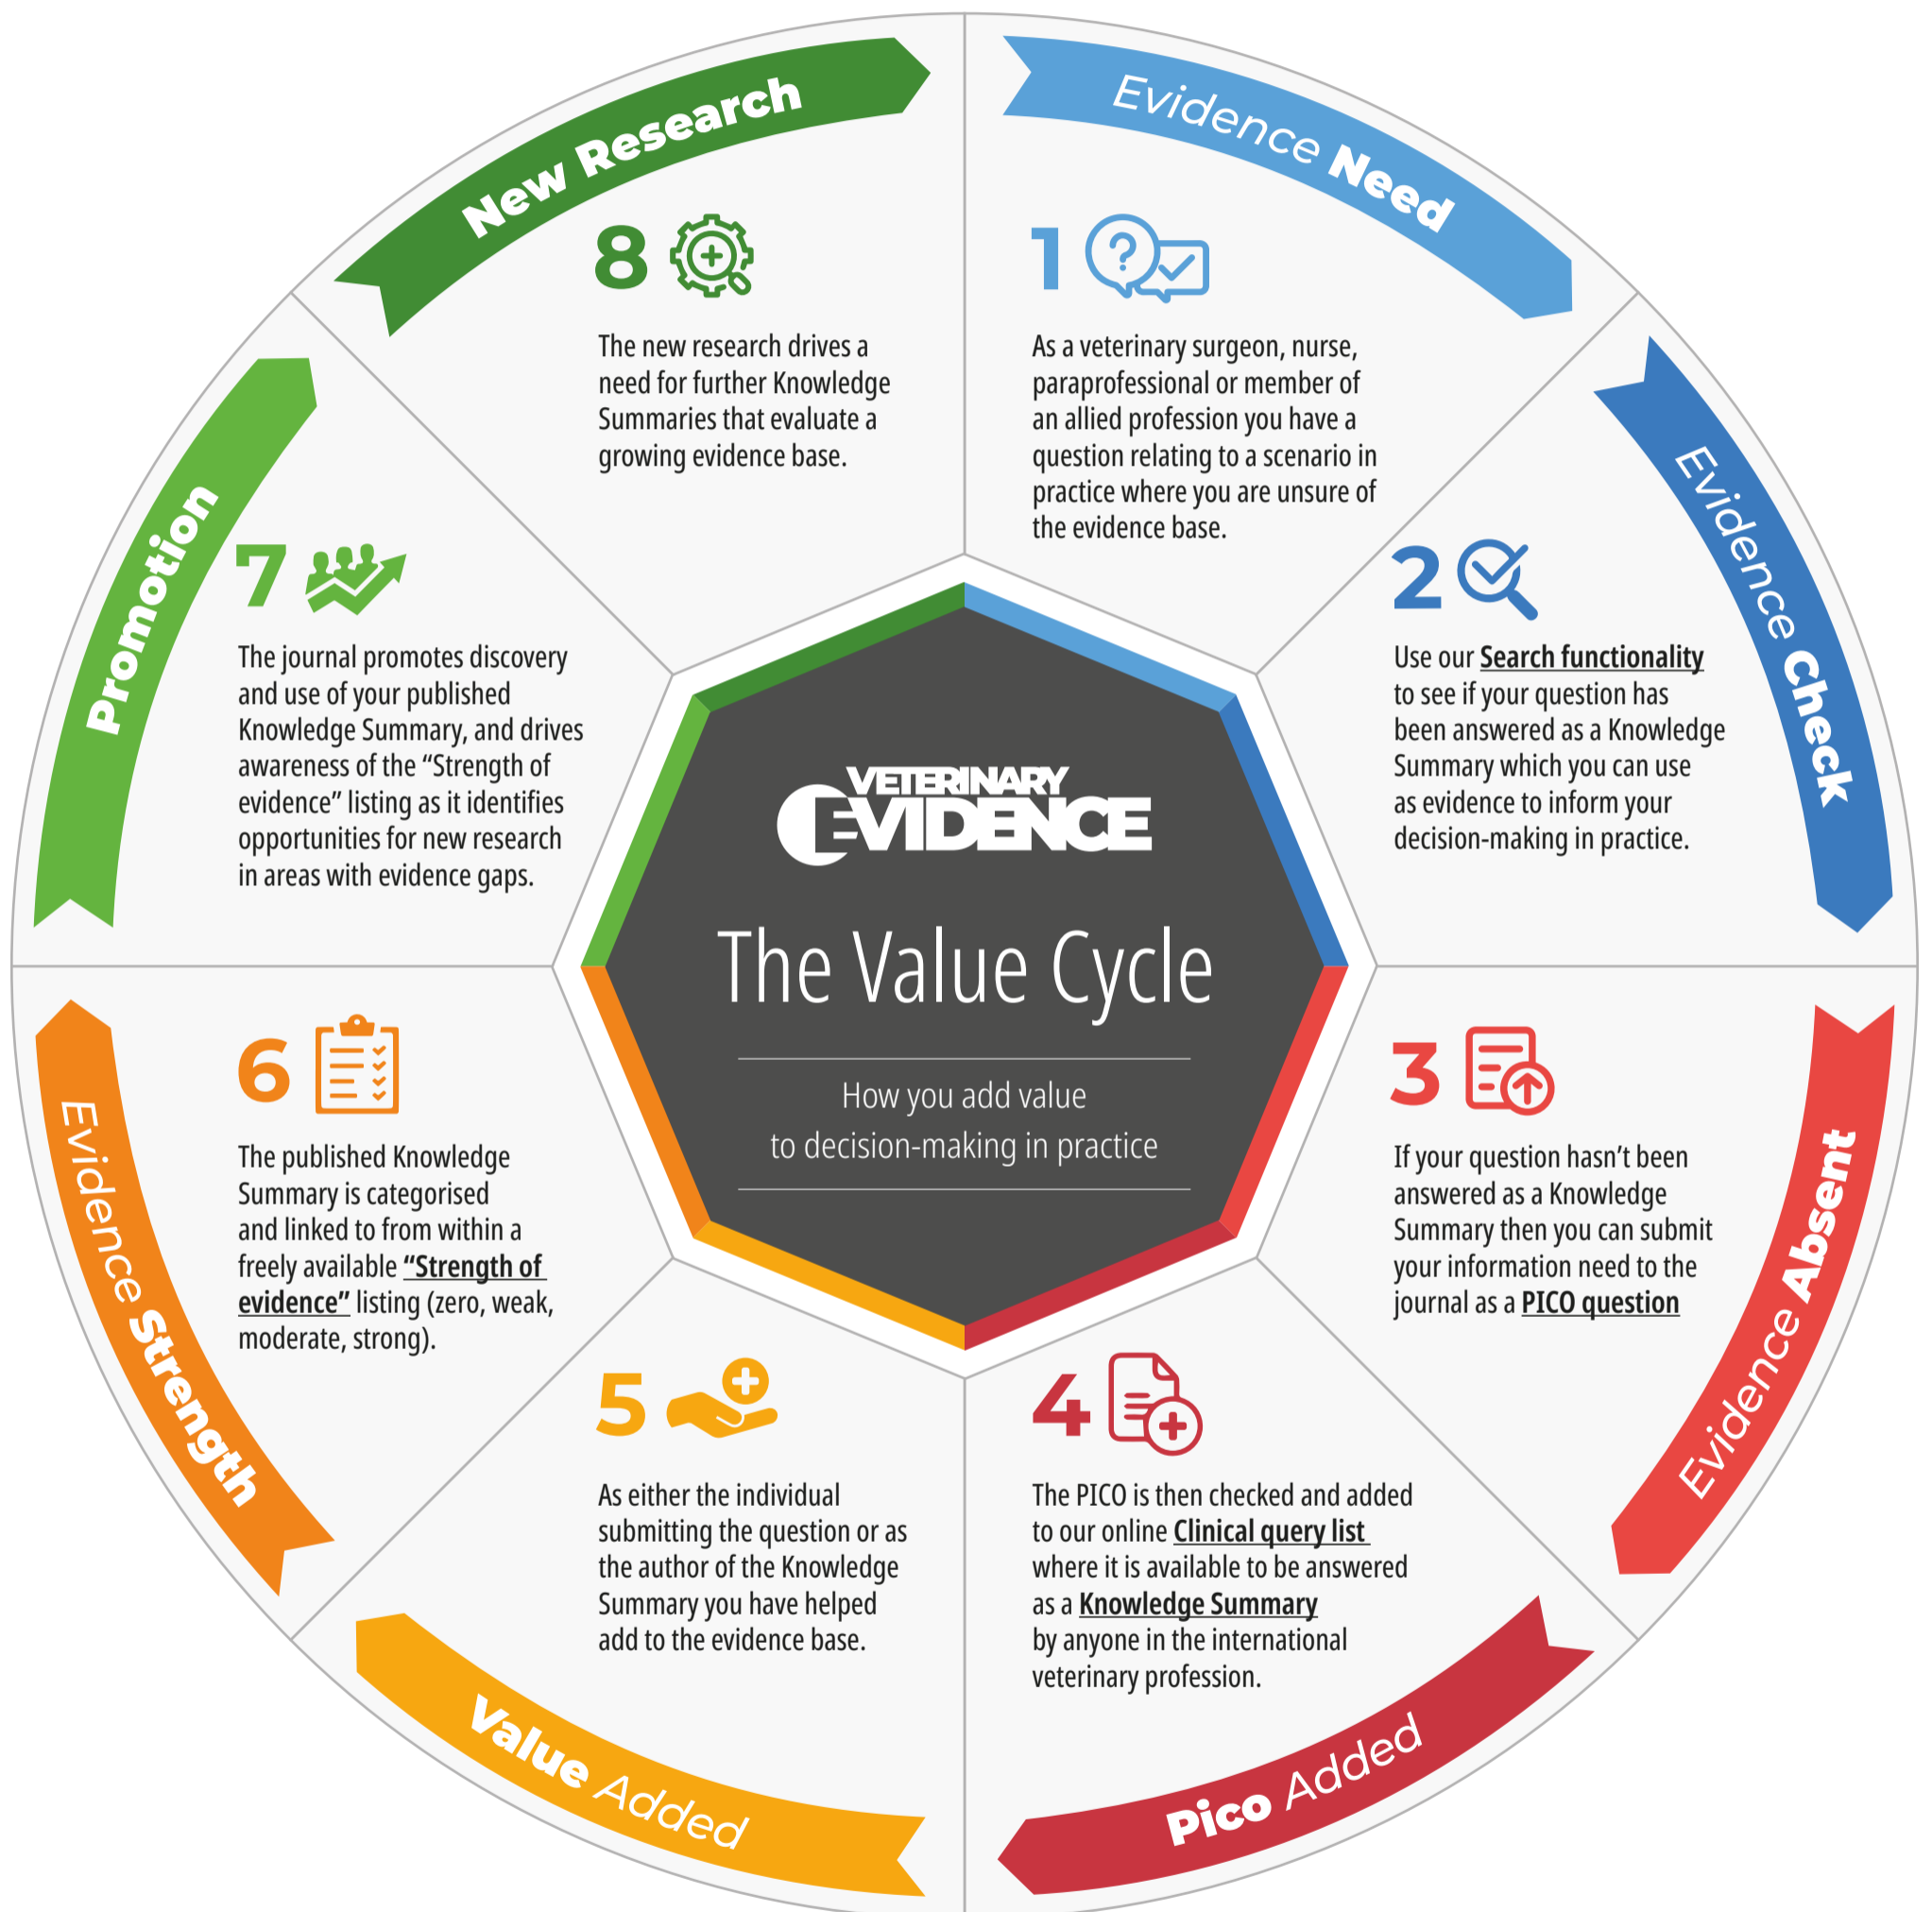 VETERINARY
EVIDENCE
The Value Cycle
How you add value
to decision-making in practice
Evidence Need
1
As a veterinary surgeon, nurse,
paraprofessional or member of
an allied profession you have a
question relating to a scenario in
practice where you are unsure of
the evidence base.
Evidence Check
2
Use our Search functionality
to see if your question has
been answered as a Knowledge
Summary which you can use
as evidence to inform your
decision-making in practice.
Evidence Absent
3
If your question hasn't been
answered as a Knowledge
Summary then you can submit
your information need to the
journal as a PICO question
Pico Added
4
The PICO is then checked and added
to our online Clinical query list
where it is available to be answered
as a Knowledge Summary
by anyone in the international
veterinary profession.
Value Added
5
As either the individual
submitting the question or as
the author of the Knowledge
Summary you have helped
add to the evidence base.
Evidence Strength
6
The published Knowledge
Summary is categorised
and linked to from within a
freely available “Strength of
evidence” listing (zero, weak,
moderate, strong).
Promotion
7
The journal promotes discovery
and use of your published
Knowledge Summary, and drives
awareness of the “Strength of
evidence” listing as it identifies
opportunities for new research
in areas with evidence gaps.
New Research
8
The new research drives a
need for further Knowledge
Summaries that evaluate a
growing evidence base.